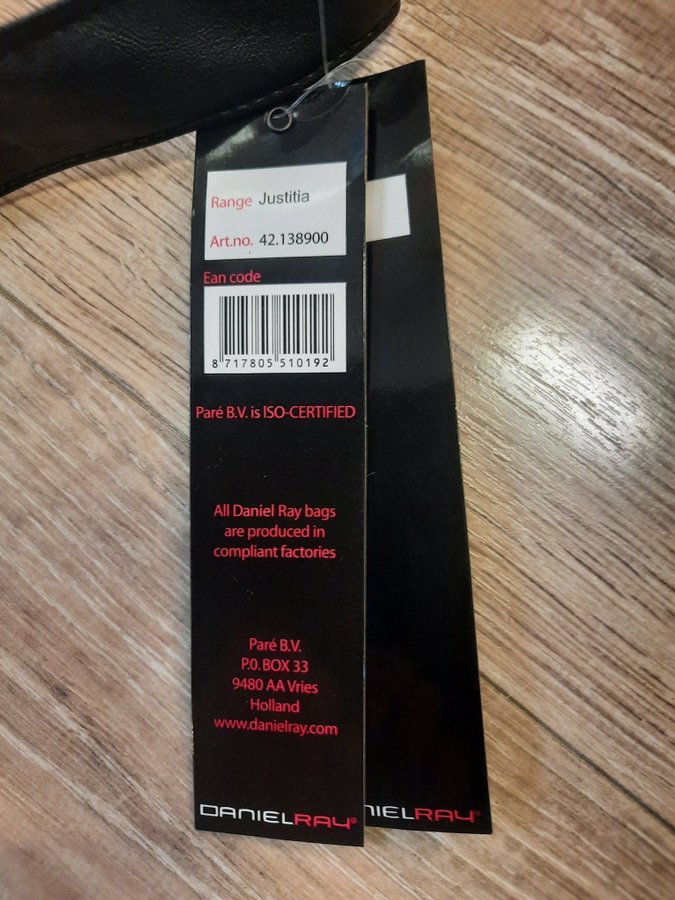 Range Justitia
Art.no. 42.138900
Ean code
8 717805 510192
Paré B.V. is ISO-CERTIFIED
All Daniel Ray bags
are produced in
compliant factories
Paré B.V.
P.O. BOX 33
9480 AA Vries
Holland
www.danielray.com
DANIELRAY®
NIELRAY®